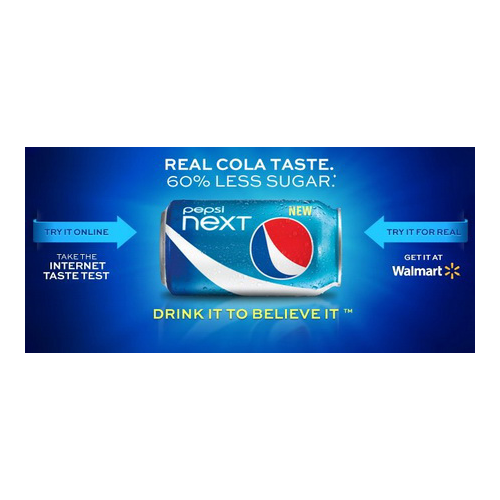 REAL COLA TASTE.
60% LESS SUGAR.*
pepsi
next
NEW
TRY IT ONLINE
TAKE THE
INTERNET
TASTE TEST
TRY IT FOR REAL
GET IT AT
Walmart
DRINK IT TO BELIEVE IT ™